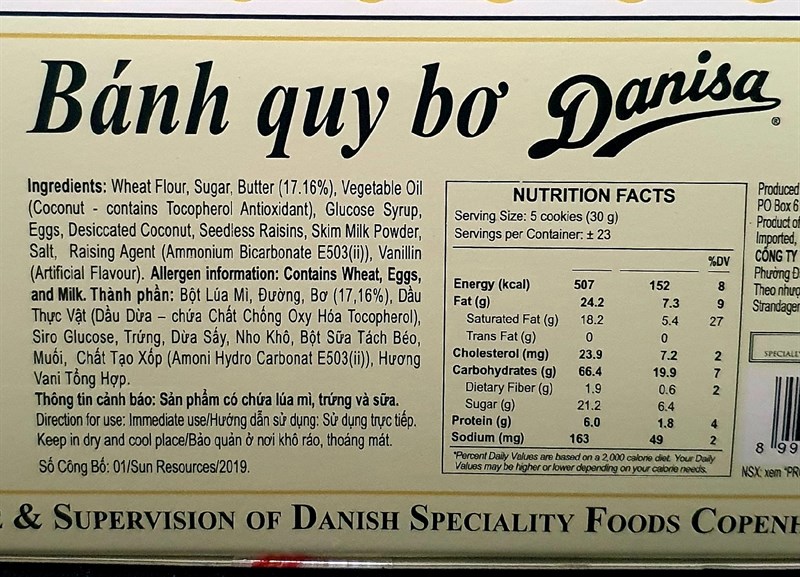 Bánh quy bơ Danisa ®
Ingredients: Wheat Flour, Sugar, Butter (17.16%), Vegetable Oil
(Coconut - contains Tocopherol Antioxidant), Glucose Syrup,
Eggs, Desiccated Coconut, Seedless Raisins, Skim Milk Powder,
Salt, Raising Agent (Ammonium Bicarbonate E503(ii)), Vanillin
(Artificial Flavour). Allergen information: Contains Wheat, Eggs,
and Milk. Thành phần: Bột Lúa Mì, Đường, Bơ (17,16%), Dầu
Thực Vật (Dầu Dừa – chứa Chất Chống Oxy Hóa Tocopherol),
Siro Glucose, Trứng, Dừa Sấy, Nho Khô, Bột Sữa Tách Béo,
Muối, Chất Tạo Xốp (Amoni Hydro Carbonat E503(ii)), Hương
Vani Tổng Hợp.
Thông tin cảnh báo: Sản phẩm có chứa lúa mì, trứng và sữa.
Direction for use: Immediate use/Hướng dẫn sử dụng: Sử dụng trực tiếp.
Keep in dry and cool place/Bảo quản ở nơi khô ráo, thoáng mát.
Số Công Bố: 01/Sun Resources/2019.
NUTRITION FACTS
Serving Size: 5 cookies (30 g)
Servings per Container: ± 23
%DV
Energy (kcal) 507 152 8
Fat (g) 24.2 7.3 9
Saturated Fat (g) 18.2 5.4 27
Trans Fat (g) 0 0
Cholesterol (mg) 23.9 7.2 2
Carbohydrates (g) 66.4 19.9 7
Dietary Fiber (g) 1.9 0.6 2
Sugar (g) 21.2 6.4
Protein (g) 6.0 1.8 4
Sodium (mg) 163 49 2
*Percent Daily Values are based on a 2,000 calorie diet. Your Daily
Values may be higher or lower depending on your calorie needs.
Produced
PO Box 6
Product of
Imported,
CÔNG TY
Phường Đ
Theo nhượ
Strandager
SPECIALE
8 99
NSX: xem "PR
& SUPERVISION OF DANISH SPECIALITY FOODS COPENH